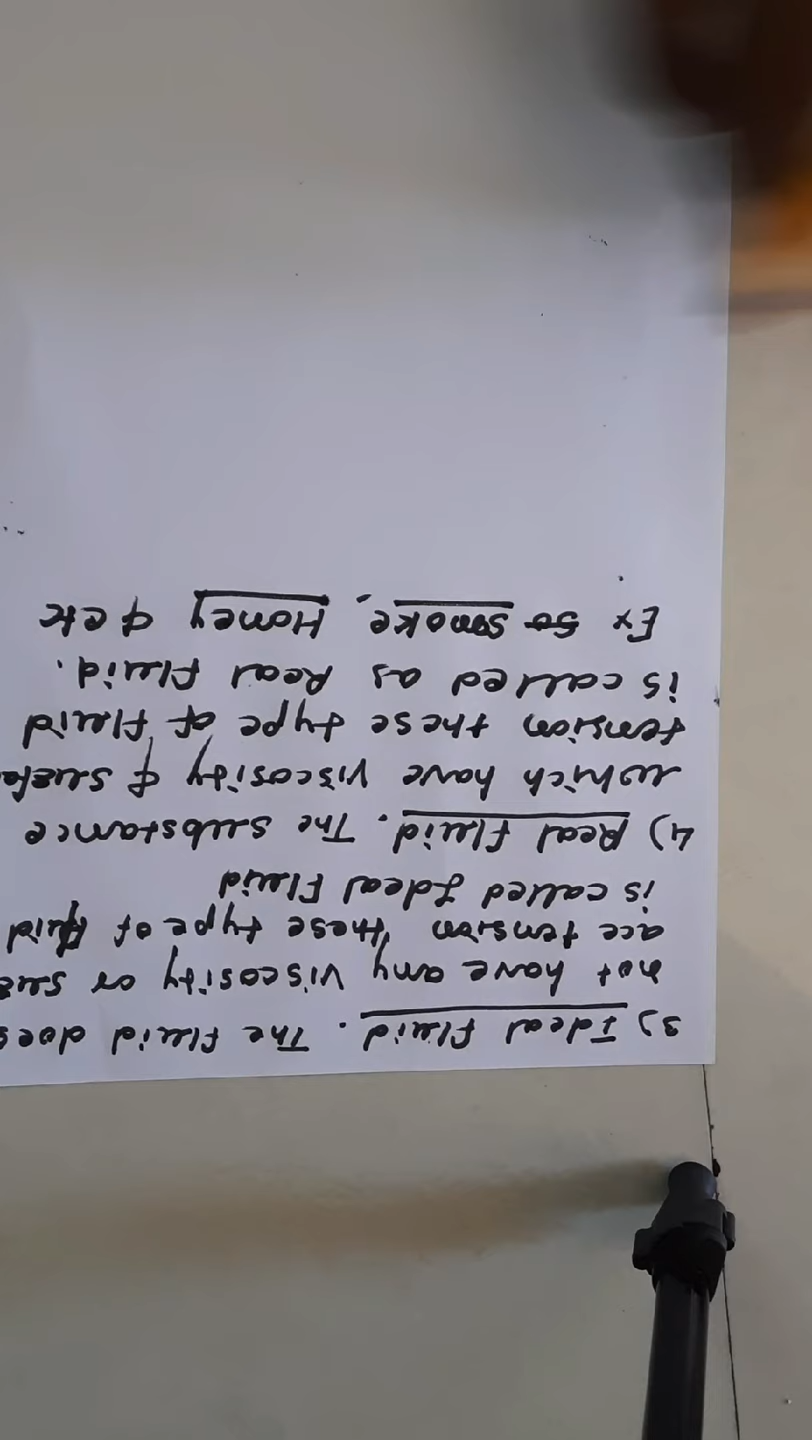 3) Ideal Fluid. The Fluid does
not have any viscosity or sur
ace tension these type of fluid
is called Ideal Fluid
4) Real Fluid. The substance
which have viscosity & surfa
tension these type of Fluid
is called as Real Fluid.
Ex so smoke, Honey & etc